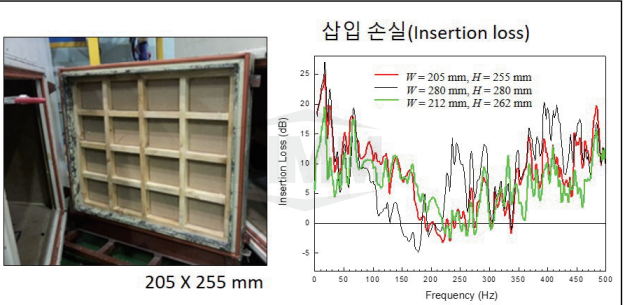 삽입 손실(Insertion loss)
205 X 255 mm
W = 205 mm, H = 255 mm
W = 280 mm, H = 280 mm
W = 212 mm, H = 262 mm
Insertion Loss (dB)
25
20
15
10
5
0
-5
0 50 100 150 200 250 300 350 400 450 500
Frequency (Hz)